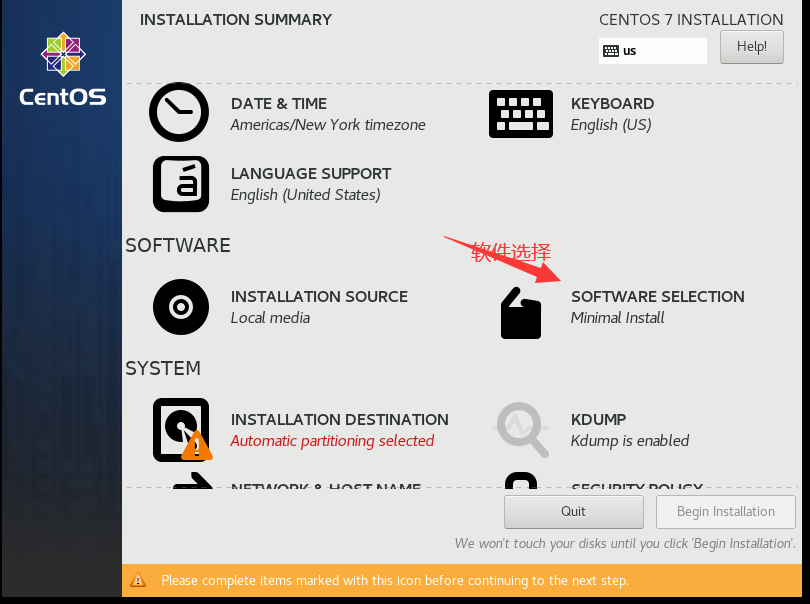 INSTALLATION SUMMARY
CENTOS 7 INSTALLATION
us
Help!
CentOS
DATE & TIME
Americas/New York timezone
KEYBOARD
English (US)
LANGUAGE SUPPORT
English (United States)
SOFTWARE
软件选择
INSTALLATION SOURCE
Local media
SOFTWARE SELECTION
Minimal Install
SYSTEM
INSTALLATION DESTINATION
Automatic partitioning selected
KDUMP
Kdump is enabled
NETWORK & HOST NAME
SECURITY POLICY
Quit
Begin Installation
We won't touch your disks until you click 'Begin Installation'.
Please complete items marked with this icon before continuing to the next step.